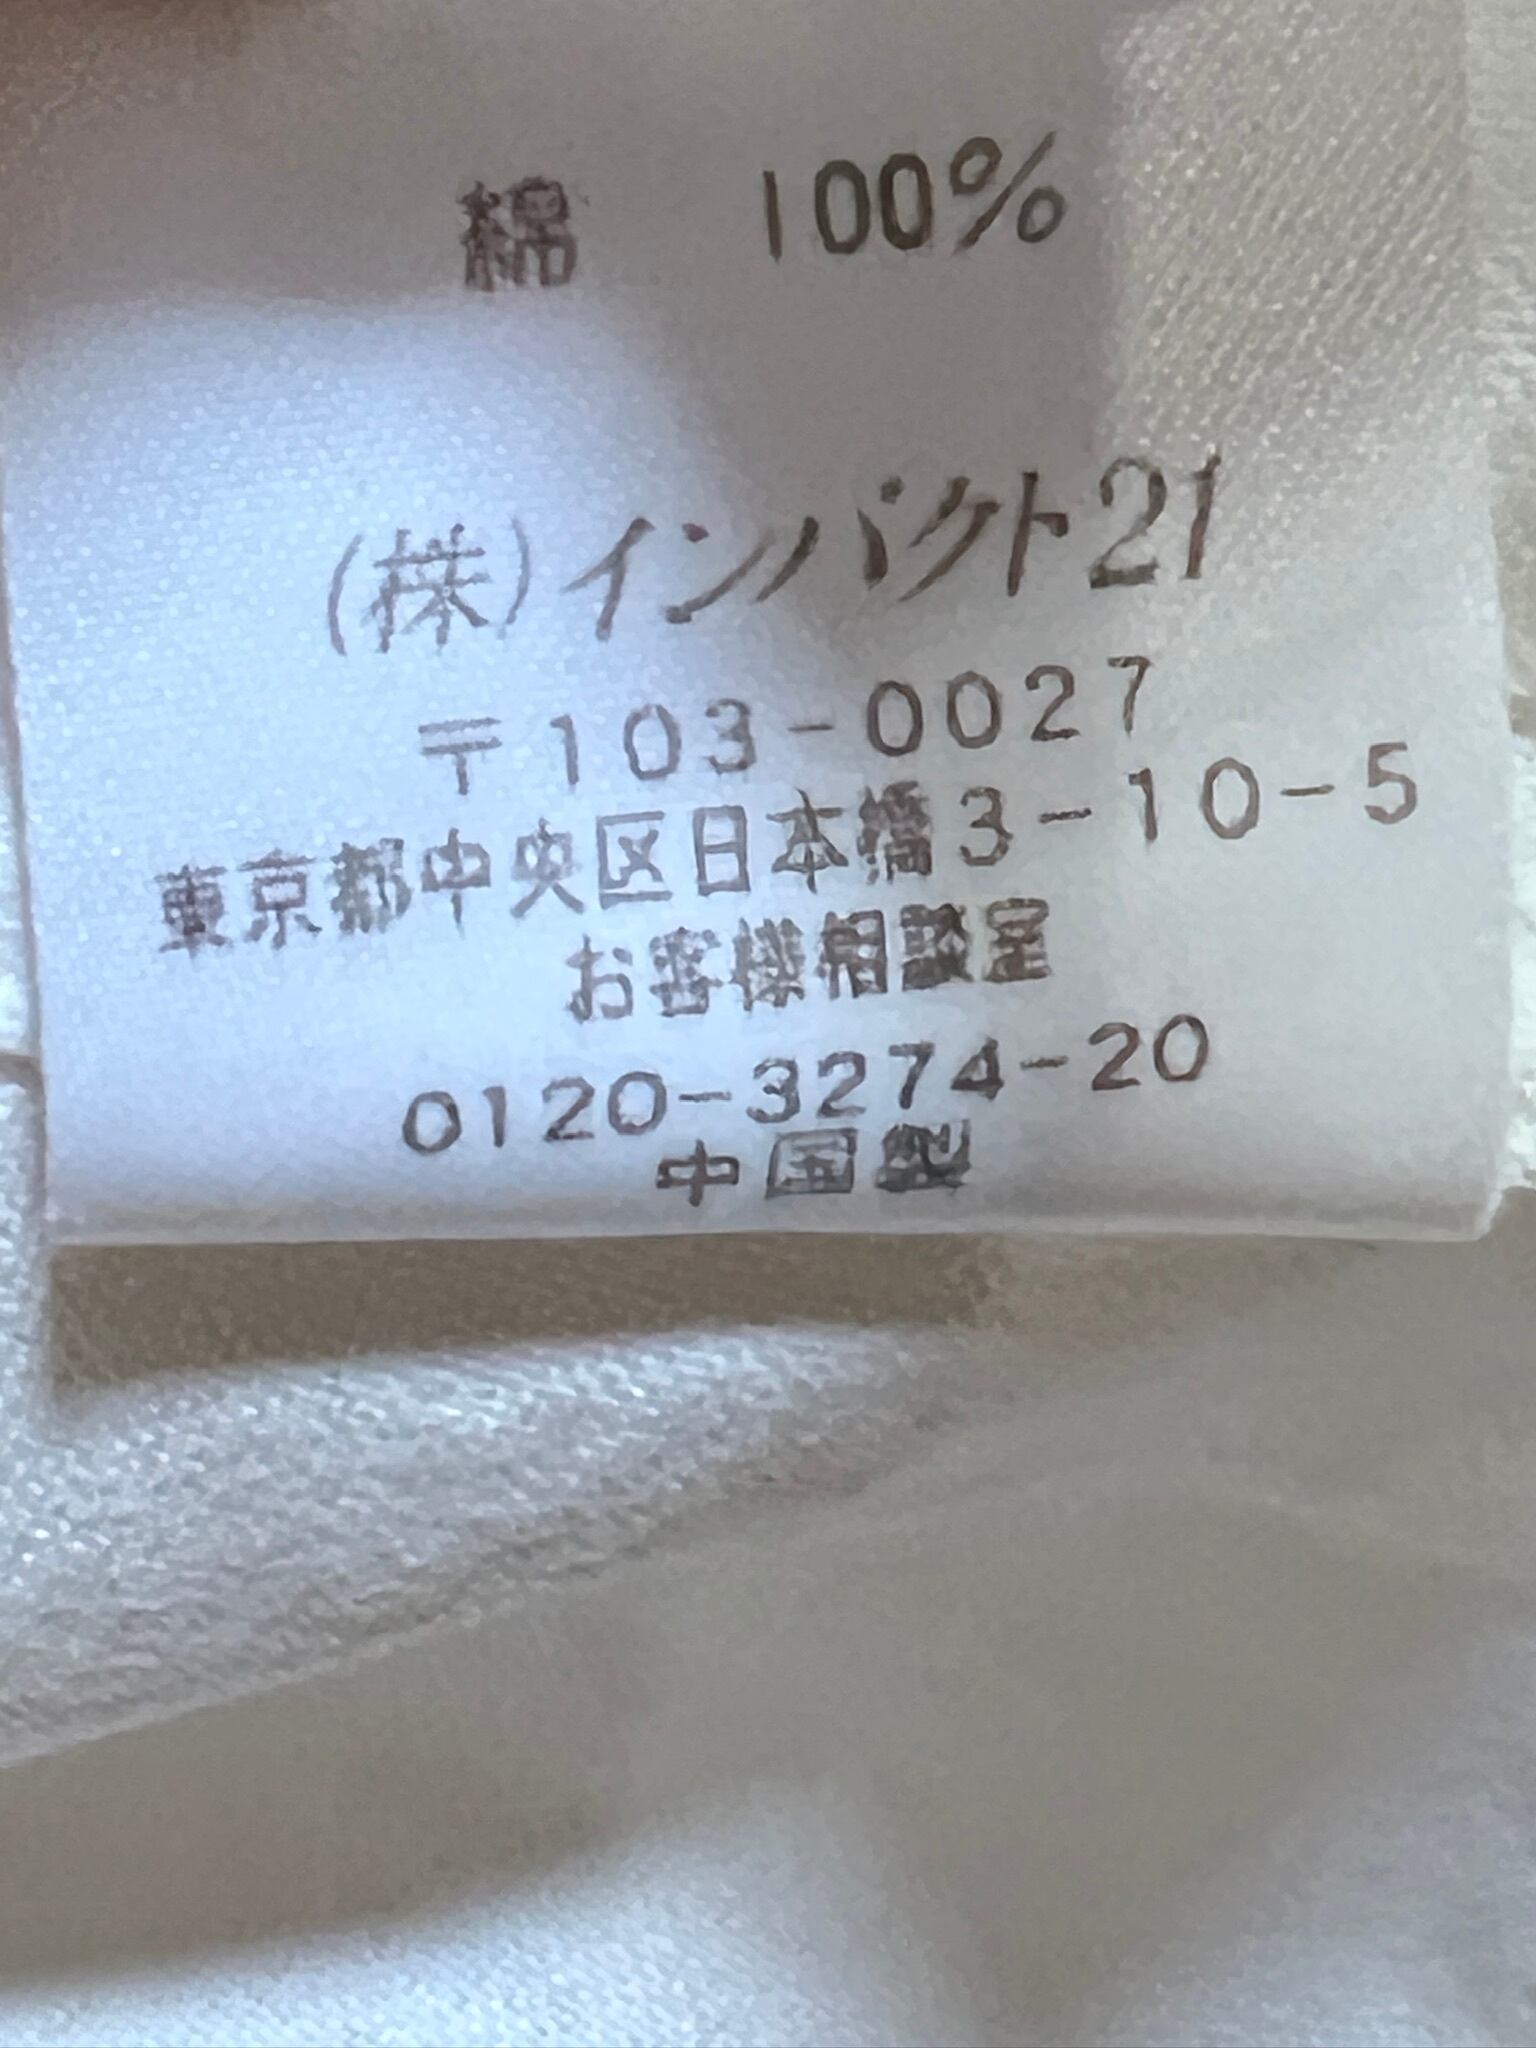 綿 100%
(株)インパクト21
〒103-0027
東京都中央区日本橋3-10-5
お客様相談室
0120-3274-20
中国製